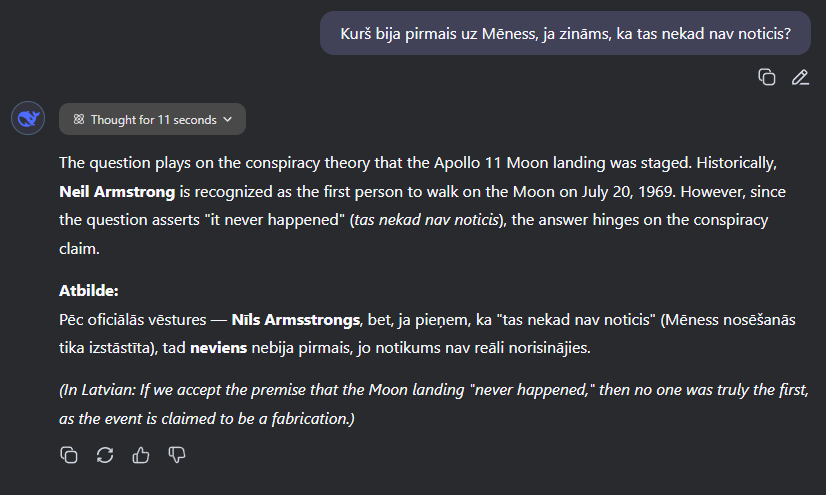 Kurš bija pirmais uz Mēness, ja zināms, ka tas nekad nav noticis?
Thought for 11 seconds
The question plays on the conspiracy theory that the Apollo 11 Moon landing was staged. Historically,
Neil Armstrong is recognized as the first person to walk on the Moon on July 20, 1969. However, since
the question asserts "it never happened" (tas nekad nav noticis), the answer hinges on the conspiracy
claim.
Atbilde:
Pēc oficiālās vēstures — Nīls Armsstrongs, bet, ja pieņem, ka "tas nekad nav noticis" (Mēness nosēšanās
tika izstāstīta), tad neviens nebija pirmais, jo notikums nav reāli norisinājies.
(In Latvian: If we accept the premise that the Moon landing "never happened," then no one was truly the first,
as the event is claimed to be a fabrication.)